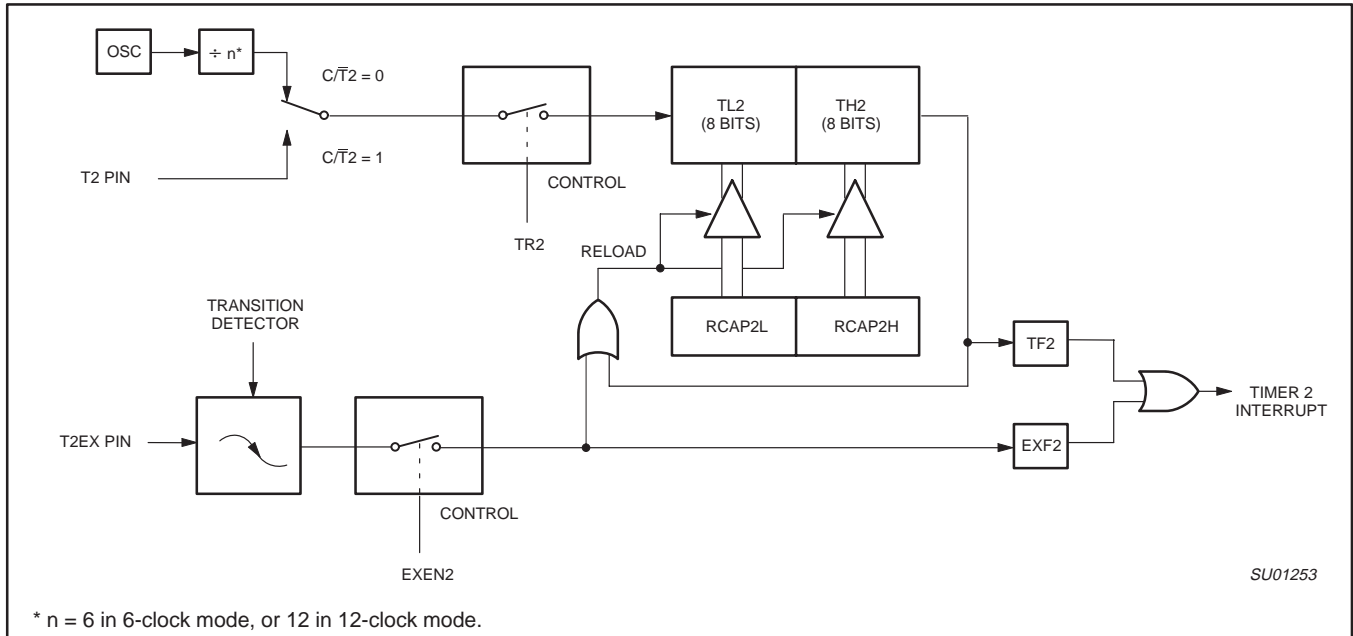 OSC
÷ n*
C/T̅2 = 0
C/T̅2 = 1
T2 PIN
CONTROL
TR2
TL2
(8 BITS)
TH2
(8 BITS)
RELOAD
RCAP2L
RCAP2H
TRANSITION
DETECTOR
T2EX PIN
CONTROL
EXEN2
TF2
EXF2
TIMER 2
INTERRUPT
SU01253
* n = 6 in 6-clock mode, or 12 in 12-clock mode.